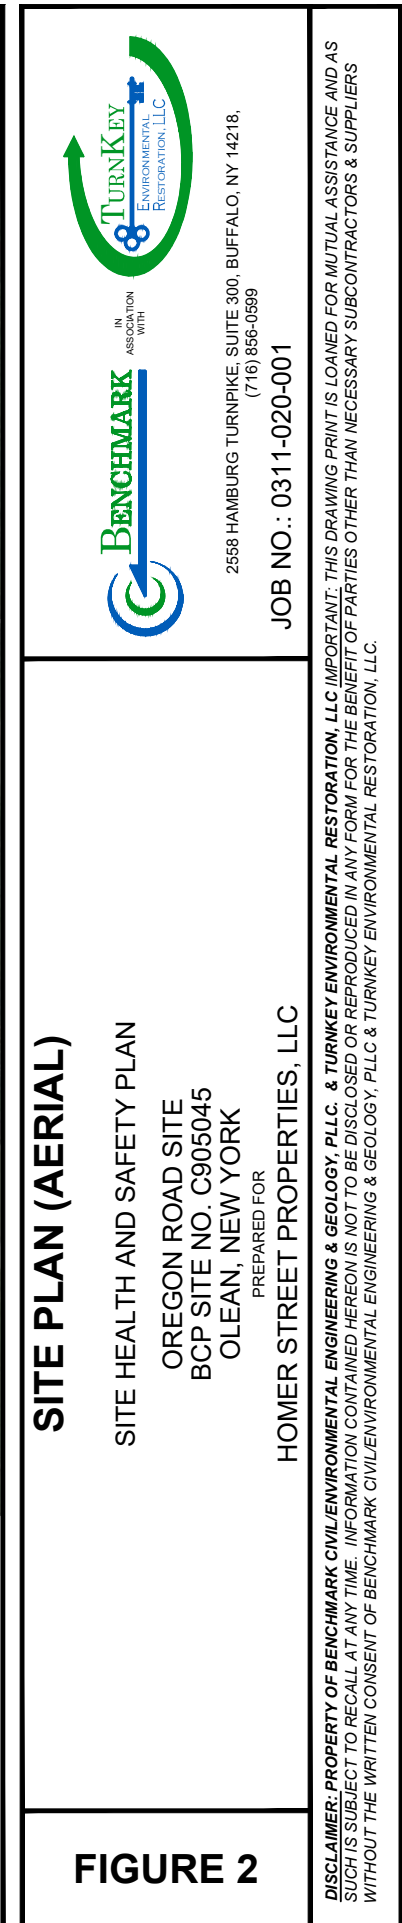 BENCHMARK
IN
ASSOCIATION
WITH
TURNKEY
ENVIRONMENTAL
RESTORATION, LLC
2558 HAMBURG TURNPIKE, SUITE 300, BUFFALO, NY 14218,
(716) 856-0599
JOB NO.: 0311-020-001
SITE PLAN (AERIAL)
SITE HEALTH AND SAFETY PLAN
OREGON ROAD SITE
BCP SITE NO. C905045
OLEAN, NEW YORK
PREPARED FOR
HOMER STREET PROPERTIES, LLC
FIGURE 2
DISCLAIMER: PROPERTY OF BENCHMARK CIVIL/ENVIRONMENTAL ENGINEERING & GEOLOGY, PLLC. & TURNKEY ENVIRONMENTAL RESTORATION, LLC IMPORTANT: THIS DRAWING PRINT IS LOANED FOR MUTUAL ASSISTANCE AND AS
SUCH IS SUBJECT TO RECALL AT ANY TIME. INFORMATION CONTAINED HEREON IS NOT TO BE DISCLOSED OR REPRODUCED IN ANY FORM FOR THE BENEFIT OF PARTIES OTHER THAN NECESSARY SUBCONTRACTORS & SUPPLIERS
WITHOUT THE WRITTEN CONSENT OF BENCHMARK CIVIL/ENVIRONMENTAL ENGINEERING & GEOLOGY, PLLC & TURNKEY ENVIRONMENTAL RESTORATION, LLC.